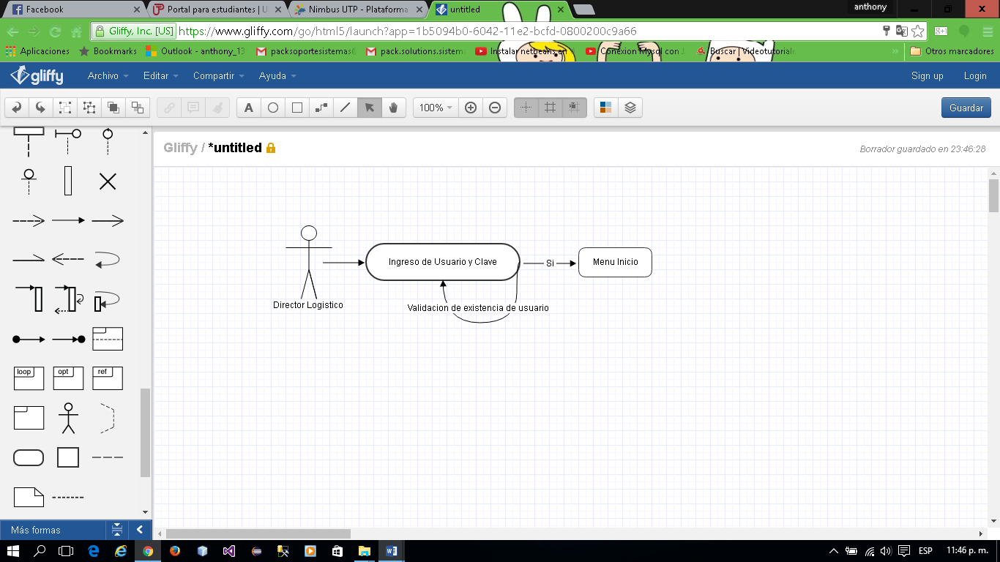 anthony
Facebook
Portal para estudiantes | U
Nimbus UTP - Plataforma
untitled
Gliffy, Inc. [US] https://www.gliffy.com/go/html5/launch?app=1b5094b0-6042-11e2-bcfd-0800200c9a66
Aplicaciones Bookmarks Outlook - anthony_13 packsoportesistemas@ pack.solutions.sistem Instalar netbeans en Conexion Mysql con Buscar | Videotutoriale » Otros marcadores
gliffy Archivo Editar Compartir Ayuda Sign up Login
A 100% Guardar
Gliffy / *untitled Borrador guardado en 23:46:28
loop opt ref
Ingreso de Usuario y Clave
Si
Menu Inicio
Director Logistico
Validacion de existencia de usuario
Más formas
ESP 11:46 p. m.